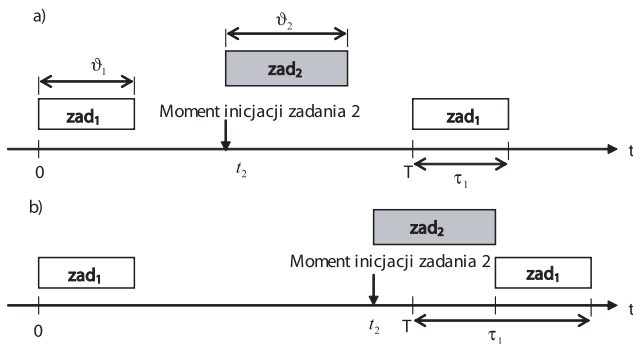 a)
ϑ₁
ϑ₂
zad₂
zad₁
Moment inicjacji zadania 2
zad₁
0
t₂
T
τ₁
t
b)
zad₂
Moment inicjacji zadania 2
zad₁
zad₁
0
t₂
T
τ₁
t